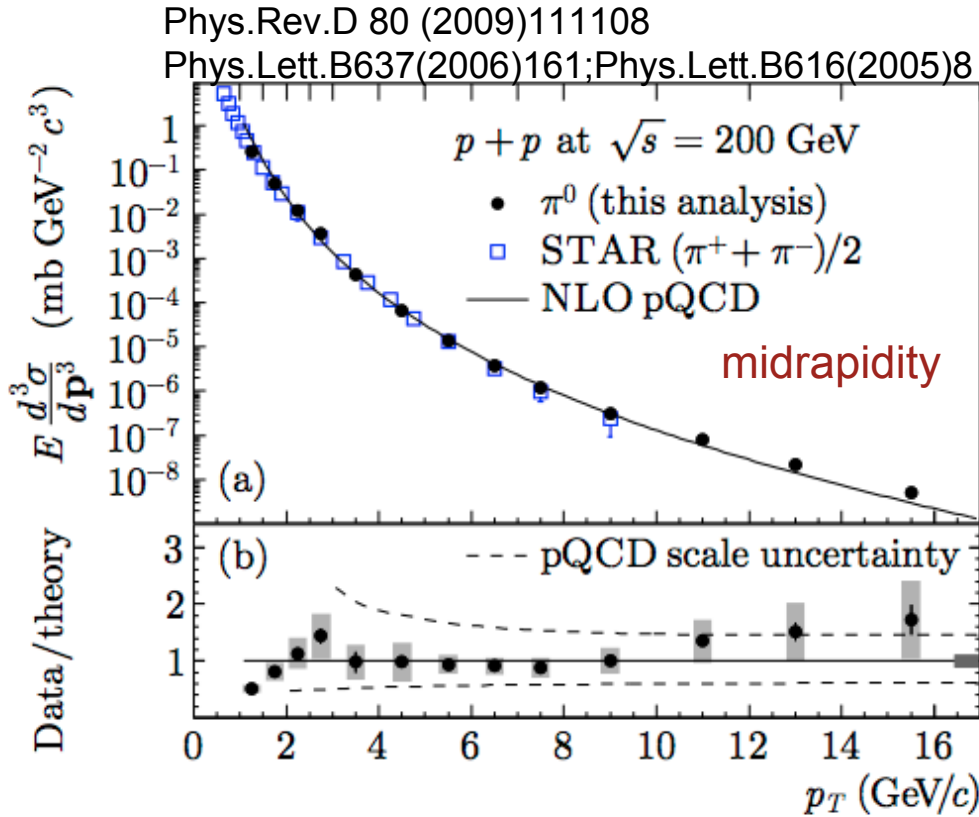 Phys.Rev.D 80 (2009)111108
Phys.Lett.B637(2006)161;Phys.Lett.B616(2005)8
E d³σ/d𝐩³ (mb GeV⁻² c³)
1
10⁻¹
10⁻²
10⁻³
10⁻⁴
10⁻⁵
10⁻⁶
10⁻⁷
10⁻⁸
p + p at √s = 200 GeV
π⁰ (this analysis)
STAR (π⁺ + π⁻)/2
NLO pQCD
midrapidity
(a)
Data/theory
3
2
1
(b)
pQCD scale uncertainty
0 2 4 6 8 10 12 14 16
p_T (GeV/c)